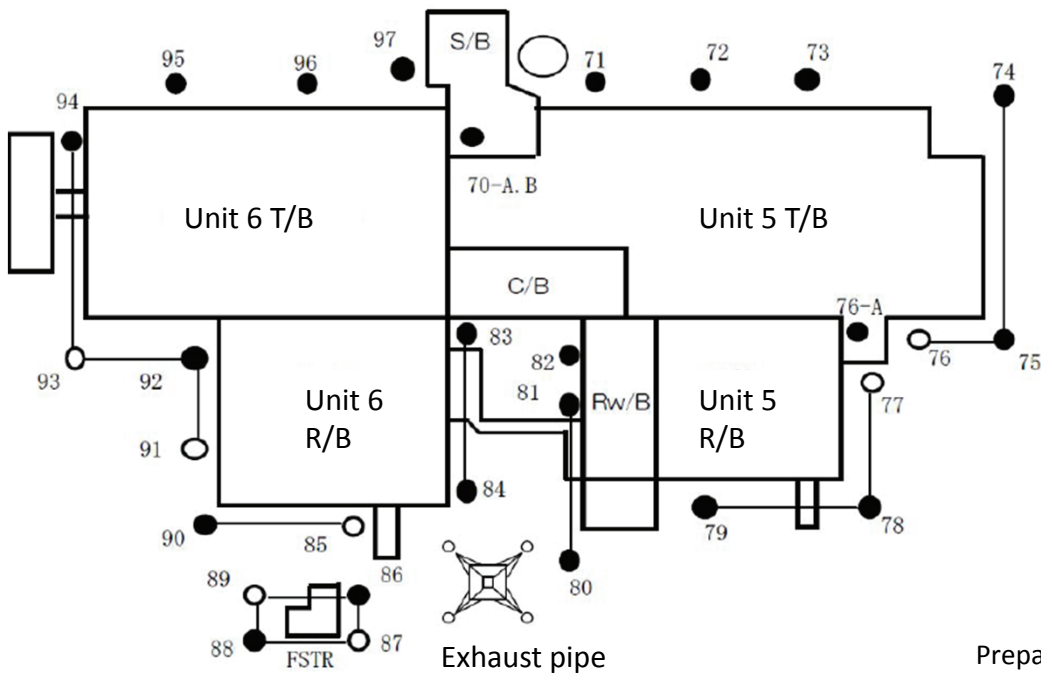 97
S/B
95
96
71
72
73
74
94
70-A.B
Unit 6 T/B
Unit 5 T/B
C/B
76-A
83
82
76
75
93
92
81
77
Unit 6
R/B
Rw/B
Unit 5
R/B
91
84
79
78
90
85
86
80
89
88
87
FSTR
Exhaust pipe
Prepa